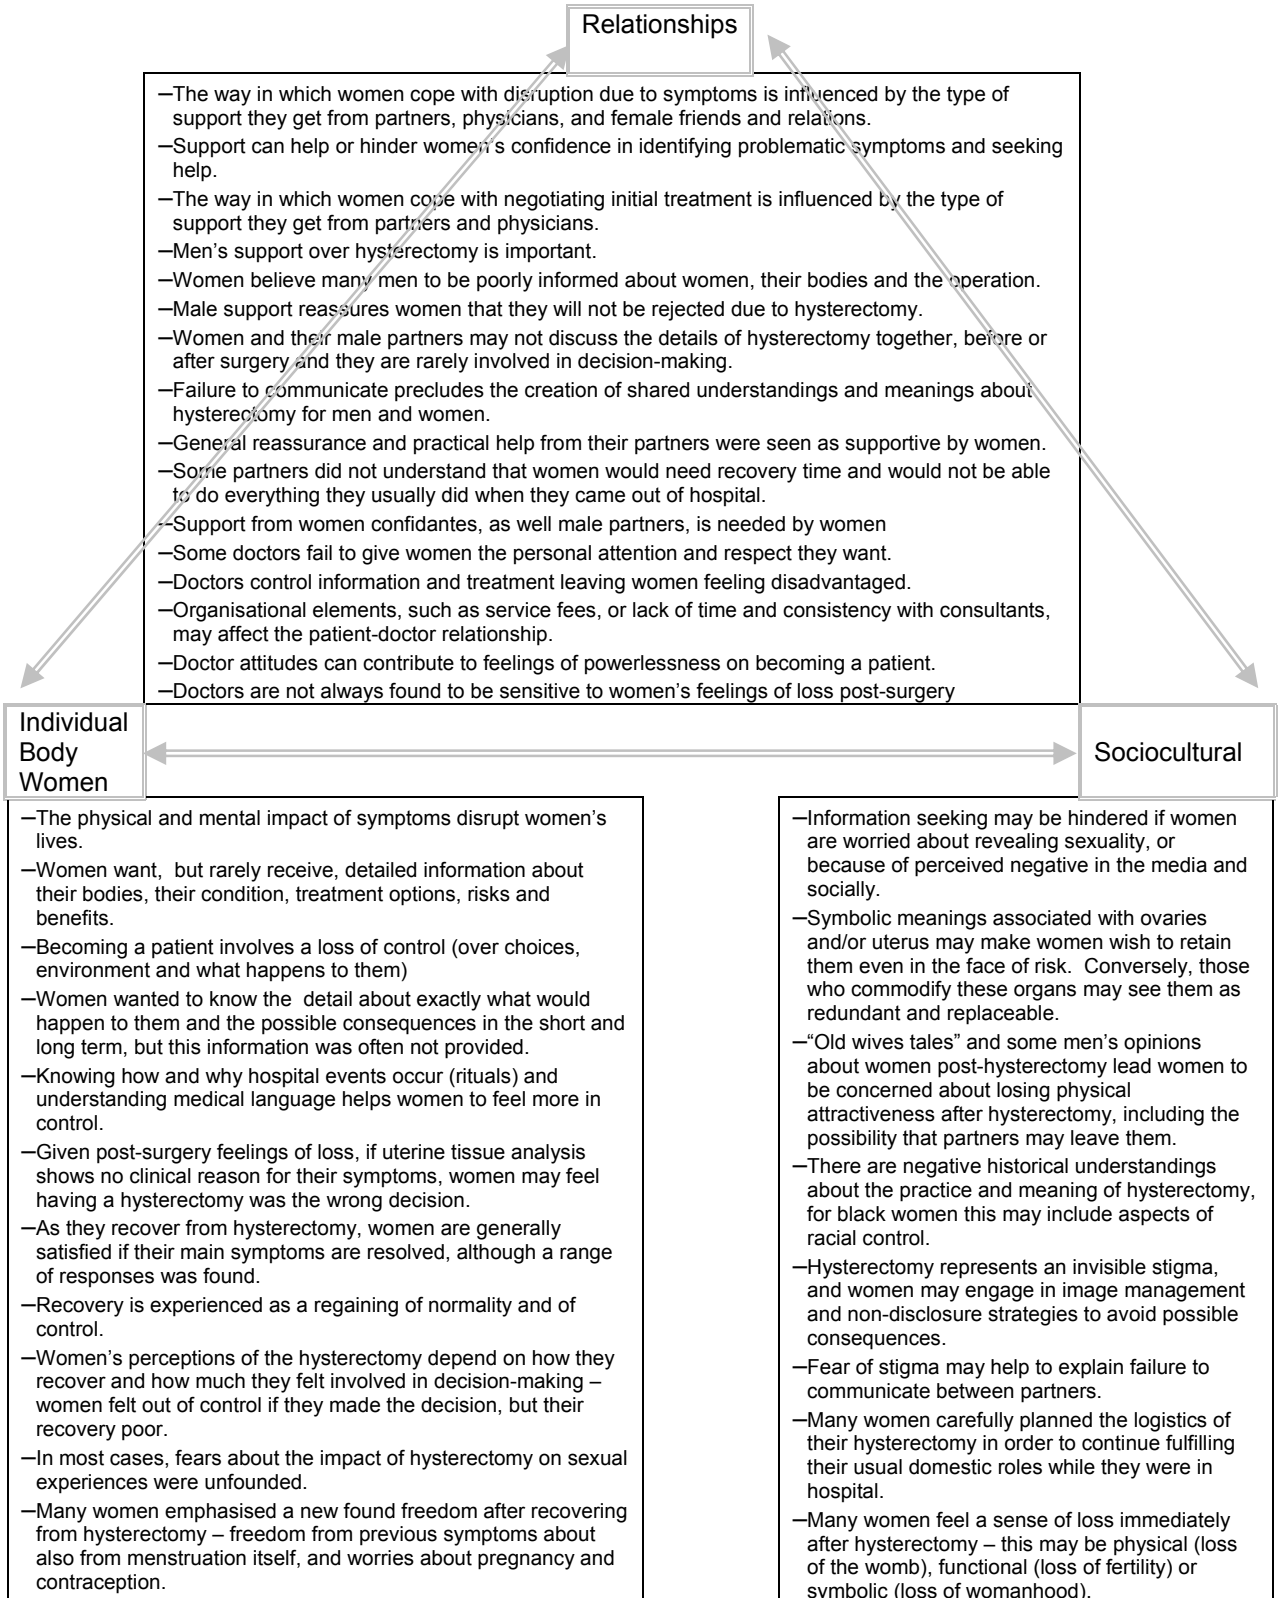 Relationships
–The way in which women cope with disruption due to symptoms is influenced by the type of
support they get from partners, physicians, and female friends and relations.
–Support can help or hinder women's confidence in identifying problematic symptoms and seeking
help.
–The way in which women cope with negotiating initial treatment is influenced by the type of
support they get from partners and physicians.
–Men's support over hysterectomy is important.
–Women believe many men to be poorly informed about women, their bodies and the operation.
–Male support reassures women that they will not be rejected due to hysterectomy.
–Women and their male partners may not discuss the details of hysterectomy together, before or
after surgery and they are rarely involved in decision-making.
–Failure to communicate precludes the creation of shared understandings and meanings about
hysterectomy for men and women.
–General reassurance and practical help from their partners were seen as supportive by women.
–Some partners did not understand that women would need recovery time and would not be able
to do everything they usually did when they came out of hospital.
–Support from women confidantes, as well male partners, is needed by women
–Some doctors fail to give women the personal attention and respect they want.
–Doctors control information and treatment leaving women feeling disadvantaged.
–Organisational elements, such as service fees, or lack of time and consistency with consultants,
may affect the patient-doctor relationship.
–Doctor attitudes can contribute to feelings of powerlessness on becoming a patient.
–Doctors are not always found to be sensitive to women's feelings of loss post-surgery
Individual
Body
Women
–The physical and mental impact of symptoms disrupt women's
lives.
–Women want,  but rarely receive, detailed information about
their bodies, their condition, treatment options, risks and
benefits.
–Becoming a patient involves a loss of control (over choices,
environment and what happens to them)
–Women wanted to know the  detail about exactly what would
happen to them and the possible consequences in the short and
long term, but this information was often not provided.
–Knowing how and why hospital events occur (rituals) and
understanding medical language helps women to feel more in
control.
–Given post-surgery feelings of loss, if uterine tissue analysis
shows no clinical reason for their symptoms, women may feel
having a hysterectomy was the wrong decision.
–As they recover from hysterectomy, women are generally
satisfied if their main symptoms are resolved, although a range
of responses was found.
–Recovery is experienced as a regaining of normality and of
control.
–Women's perceptions of the hysterectomy depend on how they
recover and how much they felt involved in decision-making –
women felt out of control if they made the decision, but their
recovery poor.
–In most cases, fears about the impact of hysterectomy on sexual
experiences were unfounded.
–Many women emphasised a new found freedom after recovering
from hysterectomy – freedom from previous symptoms about
also from menstruation itself, and worries about pregnancy and
contraception.
Sociocultural
–Information seeking may be hindered if women
are worried about revealing sexuality, or
because of perceived negative in the media and
socially.
–Symbolic meanings associated with ovaries
and/or uterus may make women wish to retain
them even in the face of risk.  Conversely, those
who commodify these organs may see them as
redundant and replaceable.
–“Old wives tales” and some men's opinions
about women post-hysterectomy lead women to
be concerned about losing physical
attractiveness after hysterectomy, including the
possibility that partners may leave them.
–There are negative historical understandings
about the practice and meaning of hysterectomy,
for black women this may include aspects of
racial control.
–Hysterectomy represents an invisible stigma,
and women may engage in image management
and non-disclosure strategies to avoid possible
consequences.
–Fear of stigma may help to explain failure to
communicate between partners.
–Many women carefully planned the logistics of
their hysterectomy in order to continue fulfilling
their usual domestic roles while they were in
hospital.
–Many women feel a sense of loss immediately
after hysterectomy – this may be physical (loss
of the womb), functional (loss of fertility) or
symbolic (loss of womanhood).